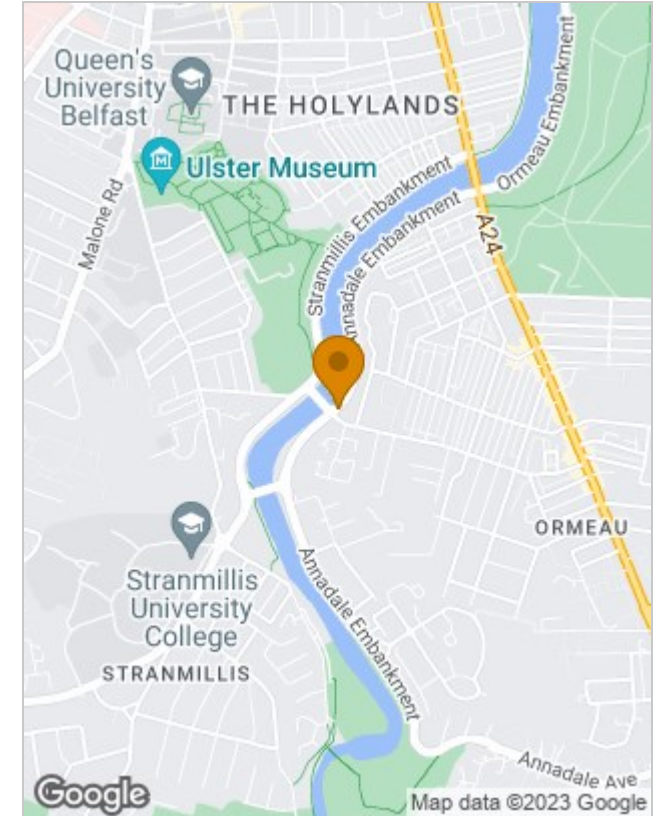 Queen's
University
Belfast
THE HOLYLANDS
Ulster Museum
Malone Rd
Stranmillis Embankment
Annadale Embankment
Ormeau Embankment
A24
ORMEAU
Stranmillis
University
College
STRANMILLIS
Annadale Embankment
Annadale Ave
Google
Map data ©2023 Google